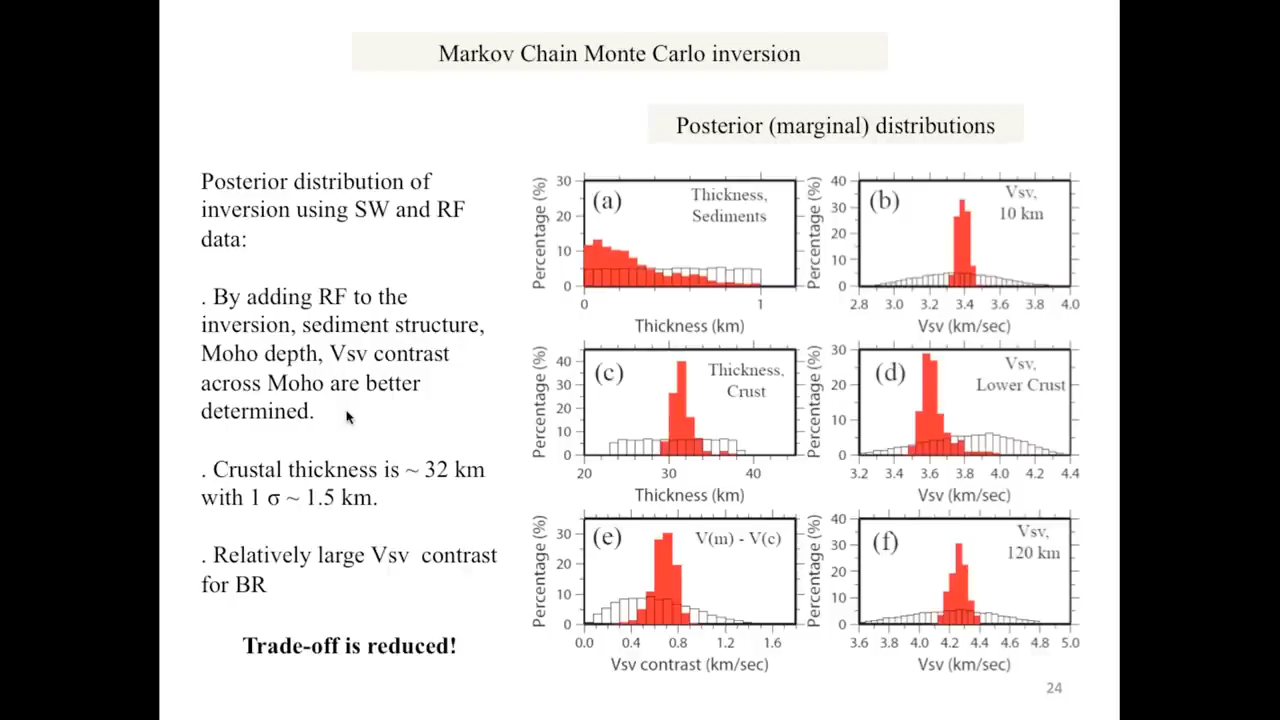 Markov Chain Monte Carlo inversion
Posterior (marginal) distributions
Posterior distribution of
inversion using SW and RF
data:
. By adding RF to the
inversion, sediment structure,
Moho depth, Vsv contrast
across Moho are better
determined.
. Crustal thickness is ~ 32 km
with 1 σ ~ 1.5 km.
. Relatively large Vsv contrast
for BR
Trade-off is reduced!
Percentage (%)
30
20
10
0
(a)
Thickness,
Sediments
0 1
Thickness (km)
Percentage (%)
40
30
20
10
0
(b)
Vsv,
10 km
2.8 3.0 3.2 3.4 3.6 3.8 4.0
Vsv (km/sec)
Percentage (%)
40
30
20
10
0
(c)
Thickness,
Crust
20 30 40
Thickness (km)
Percentage (%)
30
20
10
0
(d)
Vsv,
Lower Crust
3.2 3.6 3.8 4.0 4.2 4.4
Vsv (km/sec)
Percentage (%)
30
20
10
0
(e)
V(m) - V(c)
0.0 0.4 0.8 1.2 1.6
Vsv contrast (km/sec)
Percentage (%)
40
30
20
10
0
(f)
Vsv,
120 km
3.6 3.8 4.0 4.2 4.4 4.6 4.8 5.0
Vsv (km/sec)
24